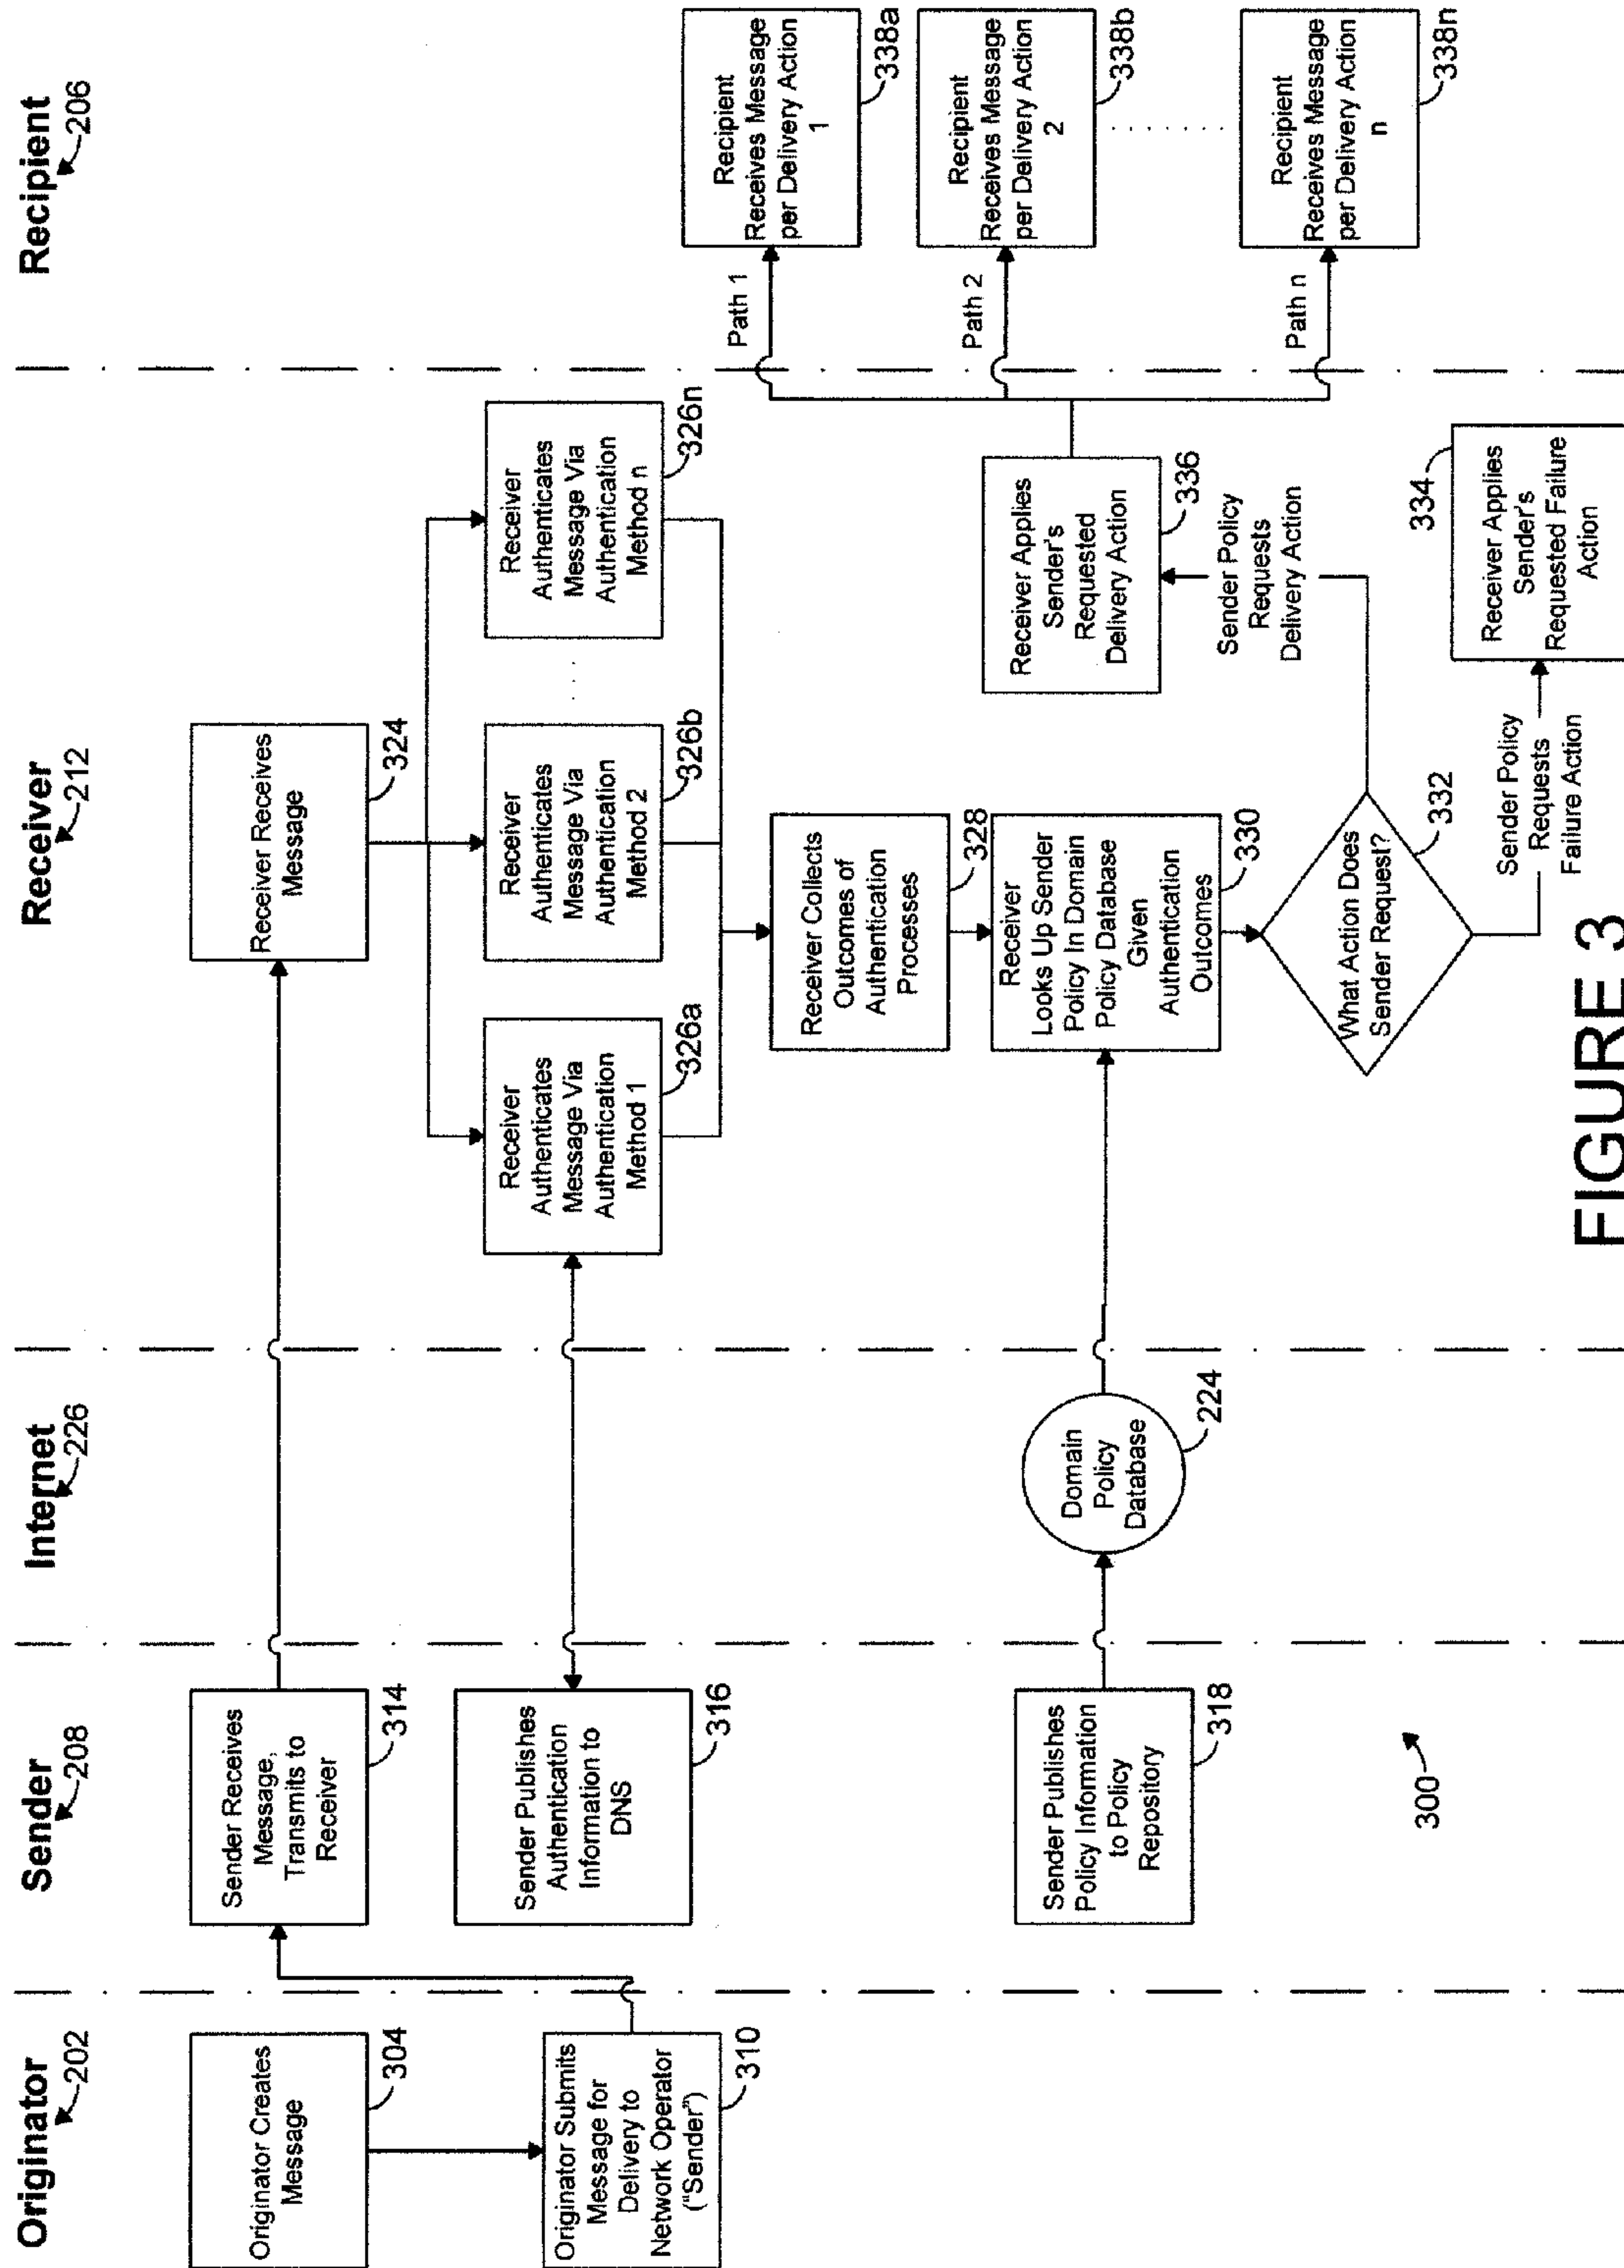 Originator
202
Sender
208
Internet
226
Receiver
212
Recipient
206
Originator Creates
Message
304
Originator Submits
Message for
Delivery to
Network Operator
("Sender")
310
Sender Receives
Message,
Transmits to
Receiver
314
Sender Publishes
Authentication
Information to
DNS
316
Sender Publishes
Policy Information
to Policy
Repository
318
300
Domain
Policy
Database
224
Receiver Receives
Message
324
Receiver
Authenticates
Message Via
Authentication
Method 1
326a
Receiver
Authenticates
Message Via
Authentication
Method 2
326b
. . . .
Receiver
Authenticates
Message Via
Authentication
Method n
326n
Receiver Collects
Outcomes of
Authentication
Processes
328
Receiver
Looks Up Sender
Policy In Domain
Policy Database
Given
Authentication
Outcomes
330
What Action Does
Sender Request?
332
Sender Policy
Requests
Failure Action
Receiver Applies
Sender's
Requested Failure
Action
334
Sender Policy
Requests
Delivery Action
Receiver Applies
Sender's
Requested
Delivery Action
336
Path 1
Recipient
Receives Message
per Delivery Action
1
338a
Path 2
Recipient
Receives Message
per Delivery Action
2
338b
Path n
Recipient
Receives Message
per Delivery Action
n
338n
FIGURE 3